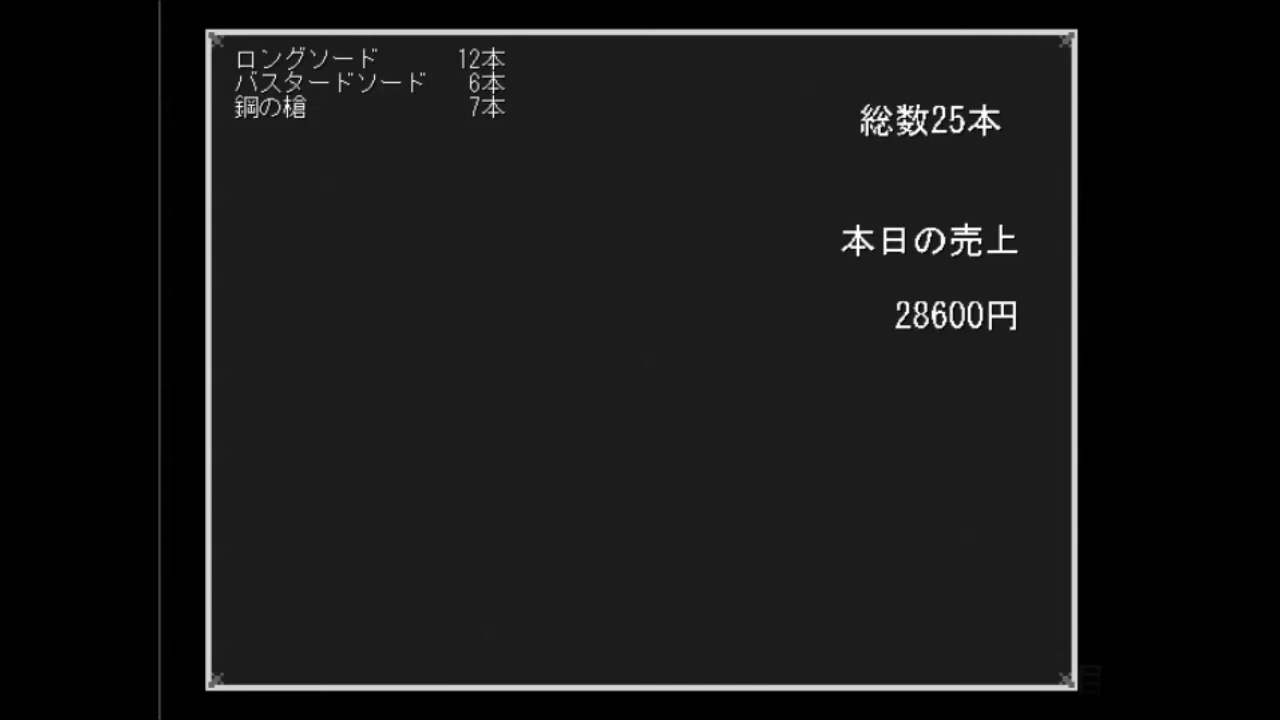 ロングソード 12本
バスタードソード 6本
鋼の槍 7本
総数25本
本日の売上
28600円